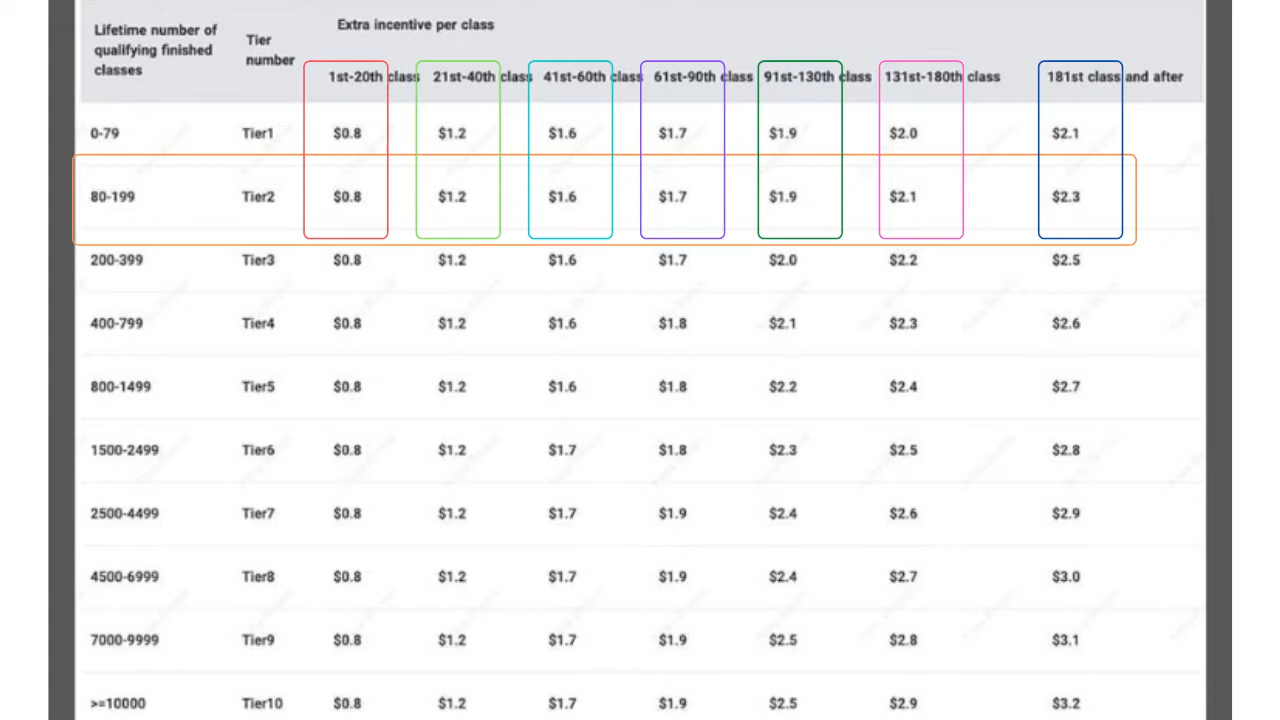 Lifetime number of qualifying finished classes
Tier number
Extra incentive per class
1st-20th class 21st-40th class 41st-60th class 61st-90th class 91st-130th class 131st-180th class 181st class and after
0-79 Tier1 $0.8 $1.2 $1.6 $1.7 $1.9 $2.0 $2.1
80-199 Tier2 $0.8 $1.2 $1.6 $1.7 $1.9 $2.1 $2.3
200-399 Tier3 $0.8 $1.2 $1.6 $1.7 $2.0 $2.2 $2.5
400-799 Tier4 $0.8 $1.2 $1.6 $1.8 $2.1 $2.3 $2.6
800-1499 Tier5 $0.8 $1.2 $1.6 $1.8 $2.2 $2.4 $2.7
1500-2499 Tier6 $0.8 $1.2 $1.7 $1.8 $2.3 $2.5 $2.8
2500-4499 Tier7 $0.8 $1.2 $1.7 $1.9 $2.4 $2.6 $2.9
4500-6999 Tier8 $0.8 $1.2 $1.7 $1.9 $2.4 $2.7 $3.0
7000-9999 Tier9 $0.8 $1.2 $1.7 $1.9 $2.5 $2.8 $3.1
>=10000 Tier10 $0.8 $1.2 $1.7 $1.9 $2.5 $2.9 $3.2